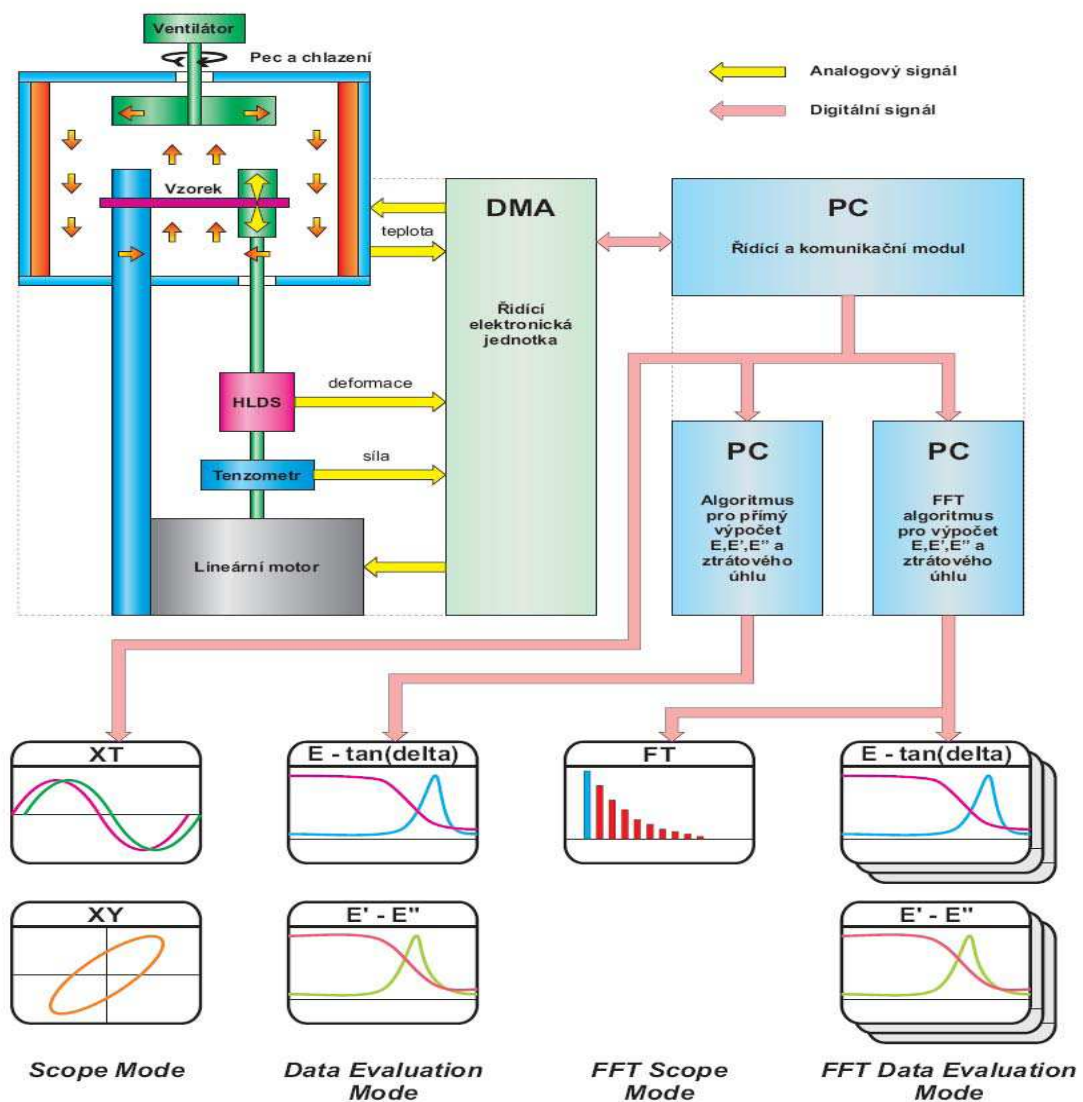 Ventilátor
Pec a chlazení
Analogový signál
Digitální signál
Vzorek
teplota
DMA
Řidící
elektronická
jednotka
PC
Řídící a komunikační modul
deformace
HLDS
síla
Tenzometr
Lineární motor
PC
Algoritmus
pro přímý
výpočet
E,E',E" a
ztrátového
úhlu
PC
FFT
algoritmus
pro výpočet
E,E',E" a
ztrátového
úhlu
XT
E - tan(delta)
FT
E - tan(delta)
XY
E' - E"
E' - E"
Scope Mode
Data Evaluation
Mode
FFT Scope
Mode
FFT Data Evaluation
Mode